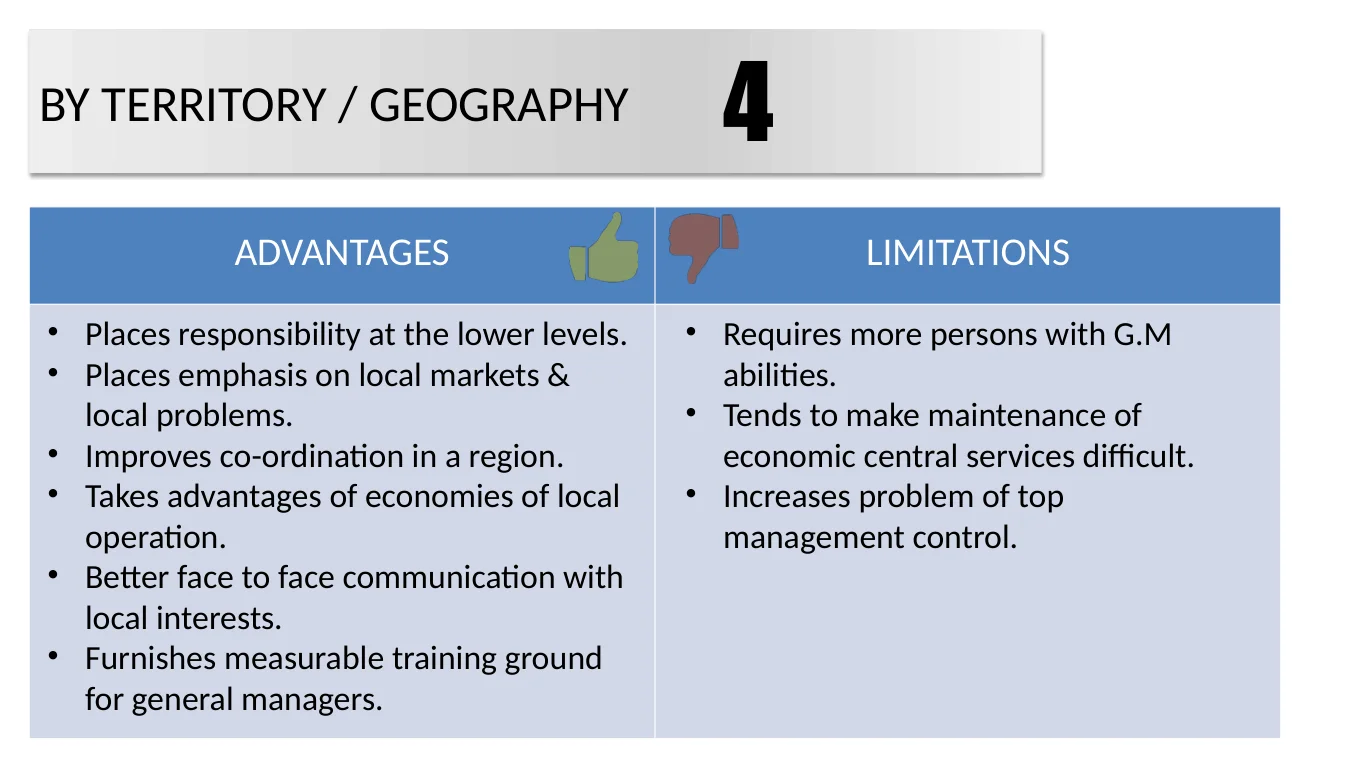 BY TERRITORY / GEOGRAPHY 4
ADVANTAGES
• Places responsibility at the lower levels.
• Places emphasis on local markets &
local problems.
• Improves co-ordination in a region.
• Takes advantages of economies of local
operation.
• Better face to face communication with
local interests.
• Furnishes measurable training ground
for general managers.
LIMITATIONS
• Requires more persons with G.M
abilities.
• Tends to make maintenance of
economic central services difficult.
• Increases problem of top
management control.